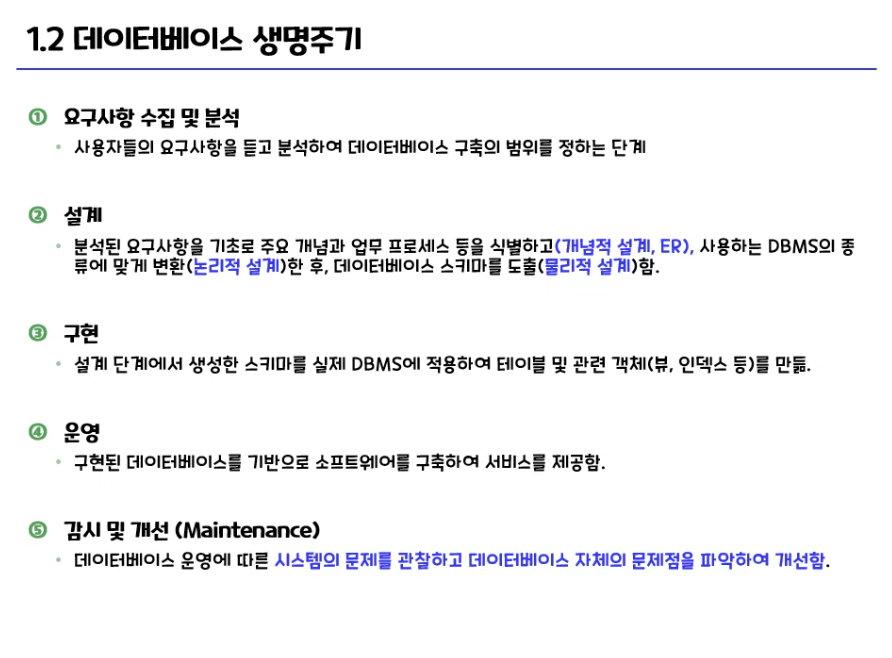 1.2 데이터베이스 생명주기
① 요구사항 수집 및 분석
• 사용자들의 요구사항을 듣고 분석하여 데이터베이스 구축의 범위를 정하는 단계
② 설계
• 분석된 요구사항을 기초로 주요 개념과 업무 프로세스 등을 식별하고(개념적 설계, ER), 사용하는 DBMS의 종
류에 맞게 변환(논리적 설계)한 후, 데이터베이스 스키마를 도출(물리적 설계)함.
③ 구현
• 설계 단계에서 생성한 스키마를 실제 DBMS에 적용하여 테이블 및 관련 객체(뷰, 인덱스 등)를 만듦.
④ 운영
• 구현된 데이터베이스를 기반으로 소프트웨어를 구축하여 서비스를 제공함.
⑤ 감시 및 개선 (Maintenance)
• 데이터베이스 운영에 따른 시스템의 문제를 관찰하고 데이터베이스 자체의 문제점을 파악하여 개선함.